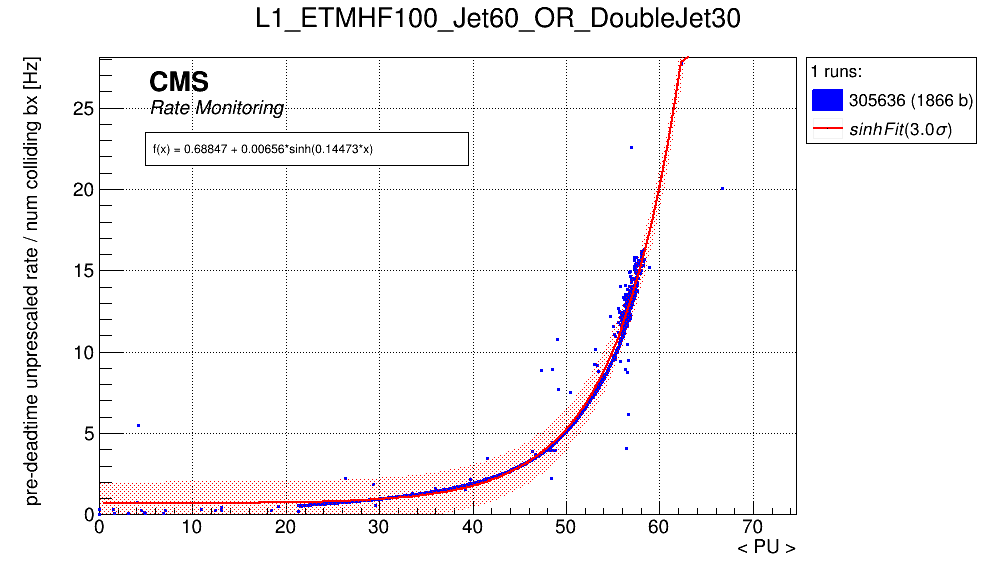 L1_ETMHF100_Jet60_OR_DoubleJet30
pre-deadtime unprescaled rate / num colliding bx [Hz]
CMS
Rate Monitoring
f(x) = 0.68847 + 0.00656*sinh(0.14473*x)
1 runs:
305636 (1866 b)
sinhFit(3.0σ)
25
20
15
10
5
0
0 10 20 30 40 50 60 70
< PU >